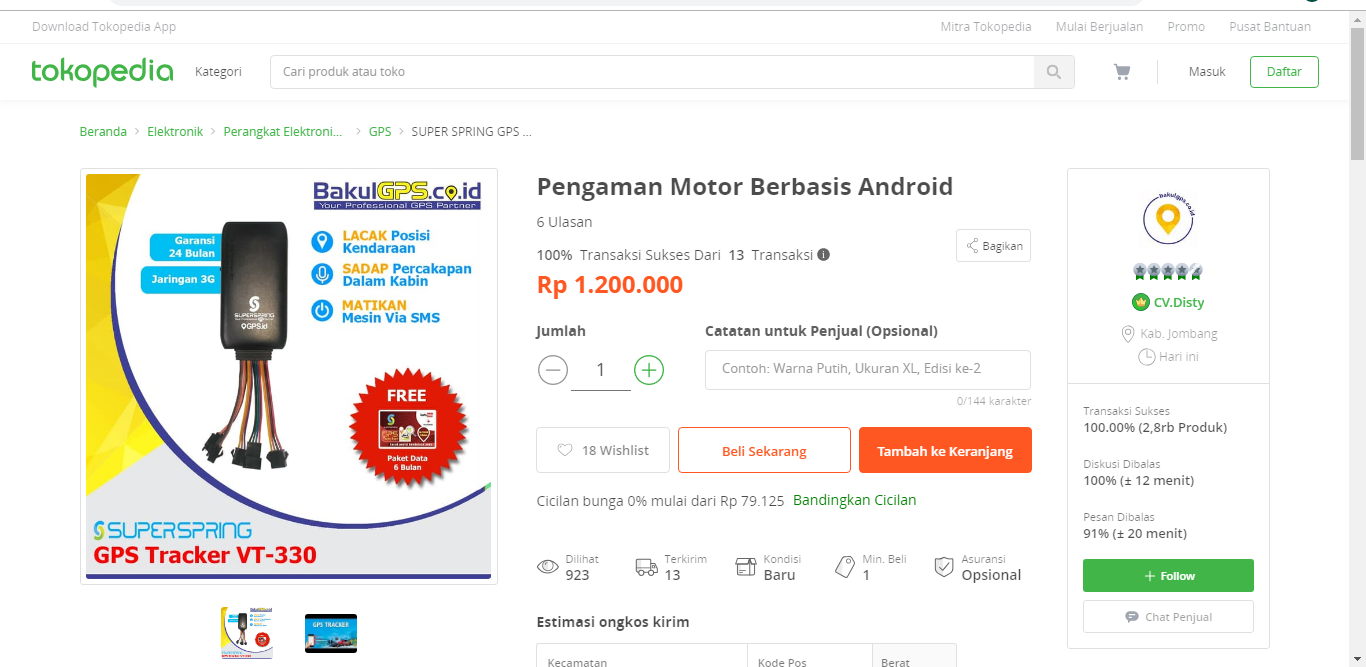 Download Tokopedia App
Mitra Tokopedia
Mulai Berjualan
Promo
Pusat Bantuan
tokopedia
Kategori
Cari produk atau toko
Masuk
Daftar
Beranda > Elektronik > Perangkat Elektroni... > GPS > SUPER SPRING GPS ...
BakulGPS.co.id
Your Professional GPS Partner
Garansi
24 Bulan
Jaringan 3G
LACAK Posisi
Kendaraan
SADAP Percakapan
Dalam Kabin
MATIKAN
Mesin Via SMS
SUPERSPRING
GPS.id
FREE
Paket Data
6 Bulan
SUPERSPRING
GPS Tracker VT-330
GPS TRACKER
Pengaman Motor Berbasis Android
6 Ulasan
100% Transaksi Sukses Dari 13 Transaksi
Bagikan
Rp 1.200.000
Jumlah
Catatan untuk Penjual (Opsional)
1
Contoh: Warna Putih, Ukuran XL, Edisi ke-2
0/144 karakter
18 Wishlist
Beli Sekarang
Tambah ke Keranjang
Cicilan bunga 0% mulai dari Rp 79.125 Bandingkan Cicilan
Dilihat
923
Terkirim
13
Kondisi
Baru
Min. Beli
1
Asuransi
Opsional
Estimasi ongkos kirim
Kecamatan
Kode Pos
Berat
bakulgps.co.id
CV.Disty
Kab. Jombang
Hari ini
Transaksi Sukses
100.00% (2,8rb Produk)
Diskusi Dibalas
100% (± 12 menit)
Pesan Dibalas
91% (± 20 menit)
+ Follow
Chat Penjual